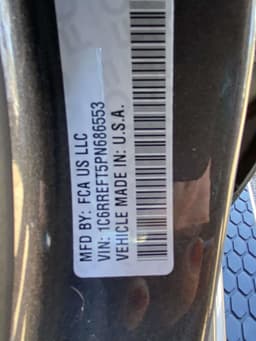 MFD BY: FCA US LLC
VIN: 1C6RREFT5PN686553
VEHICLE MADE IN: U.S.A.